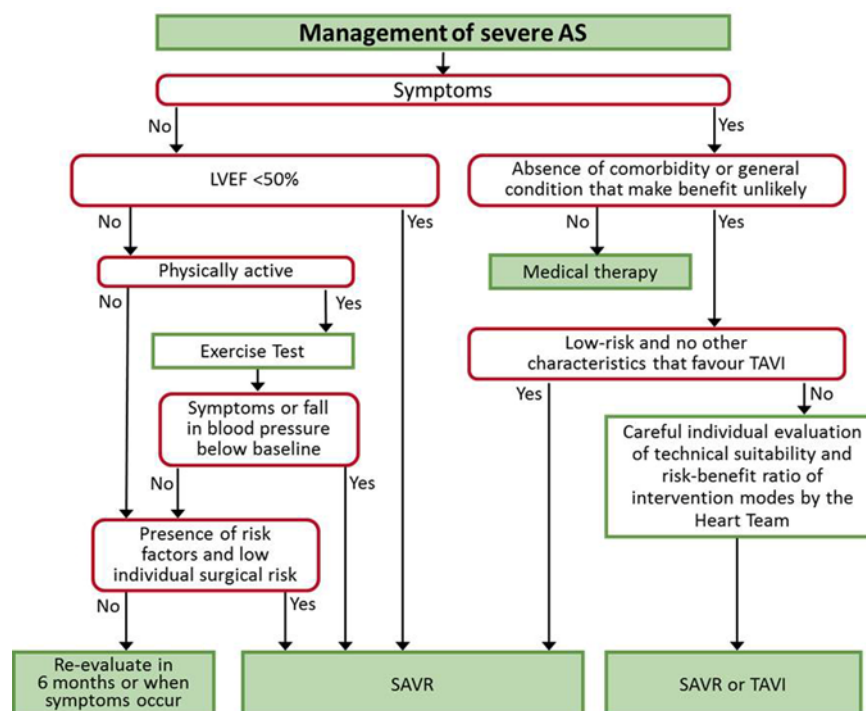 Management of severe AS
Symptoms
No
Yes
LVEF <50%
Absence of comorbidity or general
condition that make benefit unlikely
No
Yes
No
Yes
Physically active
Medical therapy
No
Yes
Exercise Test
Low-risk and no other
characteristics that favour TAVI
Yes
No
Symptoms or fall
in blood pressure
below baseline
Careful individual evaluation
of technical suitability and
risk-benefit ratio of
intervention modes by the
Heart Team
No
Yes
Presence of risk
factors and low
individual surgical risk
No
Yes
Re-evaluate in
6 months or when
symptoms occur
SAVR
SAVR or TAVI